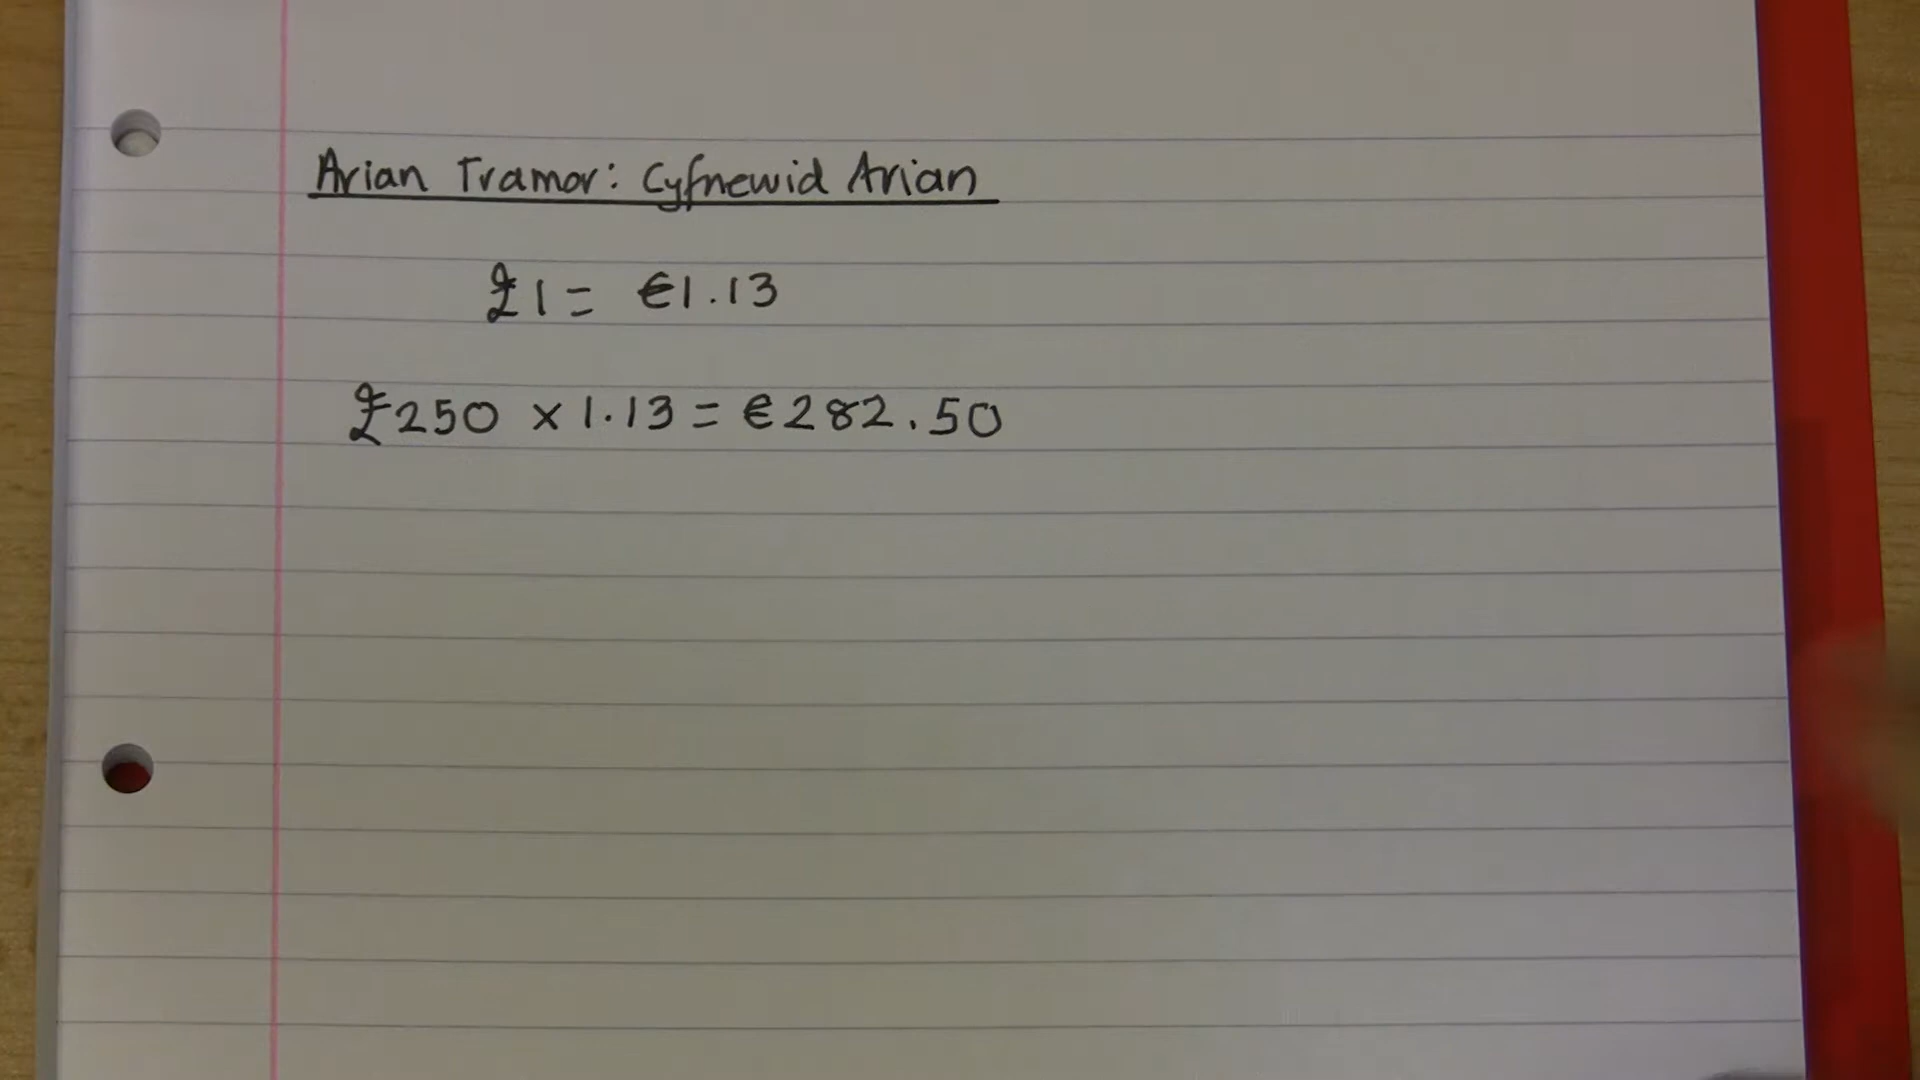 Arian Tramor: Cyfnewid Arian
£1 = €1.13
£250 × 1.13 = €282.50